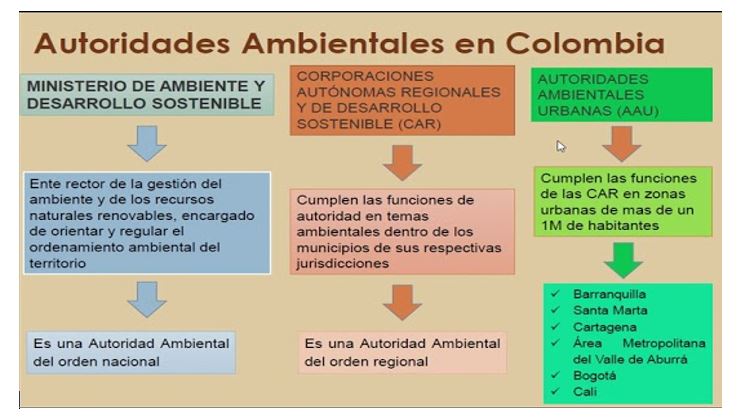 Autoridades Ambientales en Colombia
MINISTERIO DE AMBIENTE Y
DESARROLLO SOSTENIBLE
Ente rector de la gestión del
ambiente y de los recursos
naturales renovables, encargado
de orientar y regular el
ordenamiento ambiental del
territorio
Es una Autoridad Ambiental
del orden nacional
CORPORACIONES
AUTÓNOMAS REGIONALES
Y DE DESARROLLO
SOSTENIBLE (CAR)
Cumplen las funciones de
autoridad en temas
ambientales dentro de los
municipios de sus respectivas
jurisdicciones
Es una Autoridad Ambiental
del orden regional
AUTORIDADES
AMBIENTALES
URBANAS (AAU)
Cumplen las funciones
de las CAR en zonas
urbanas de mas de un
1M de habitantes
✓ Barranquilla
✓ Santa Marta
✓ Cartagena
✓ Área Metropolitana
del Valle de Aburrá
✓ Bogotá
✓ Cali